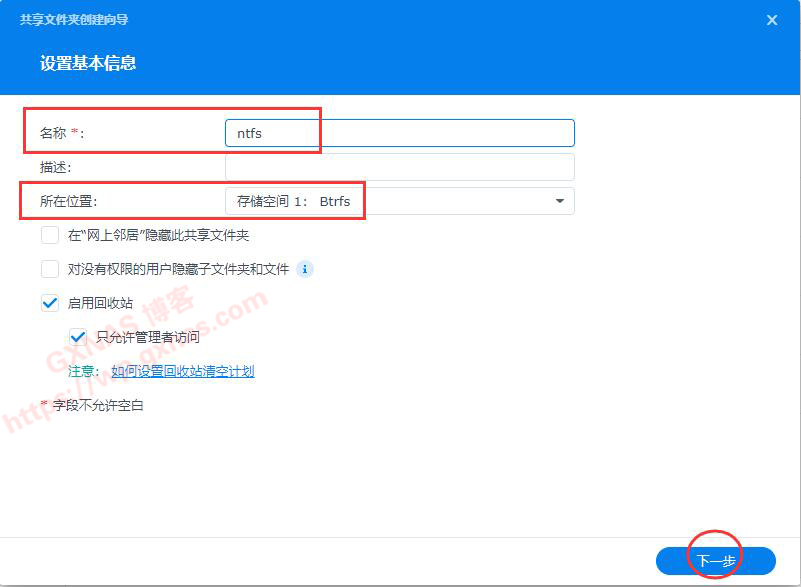 共享文件夹创建向导
设置基本信息
名称 *:
ntfs
描述:
所在位置:
存储空间 1: Btrfs
在“网上邻居”隐藏此共享文件夹
对没有权限的用户隐藏子文件夹和文件
启用回收站
只允许管理者访问
注意: 如何设置回收站清空计划
* 字段不允许空白
GXNAS 博客
https://wp.gxnas.com
下一步